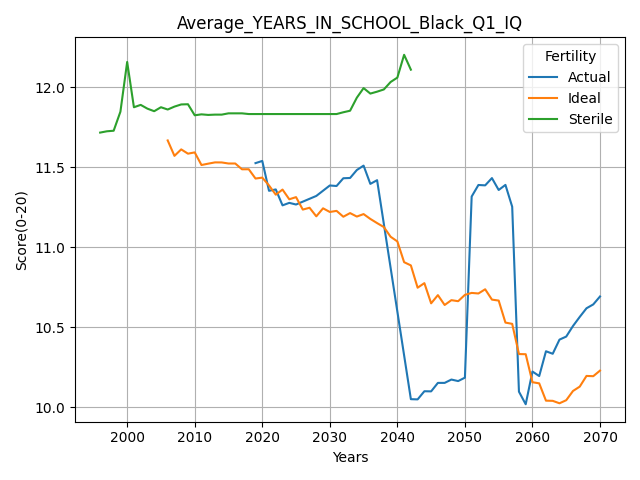 Average_YEARS_IN_SCHOOL_Black_Q1_IQ
Fertility
Actual
Ideal
Sterile
Score(0-20)
12.0
11.5
11.0
10.5
10.0
2000 2010 2020 2030 2040 2050 2060 2070
Years